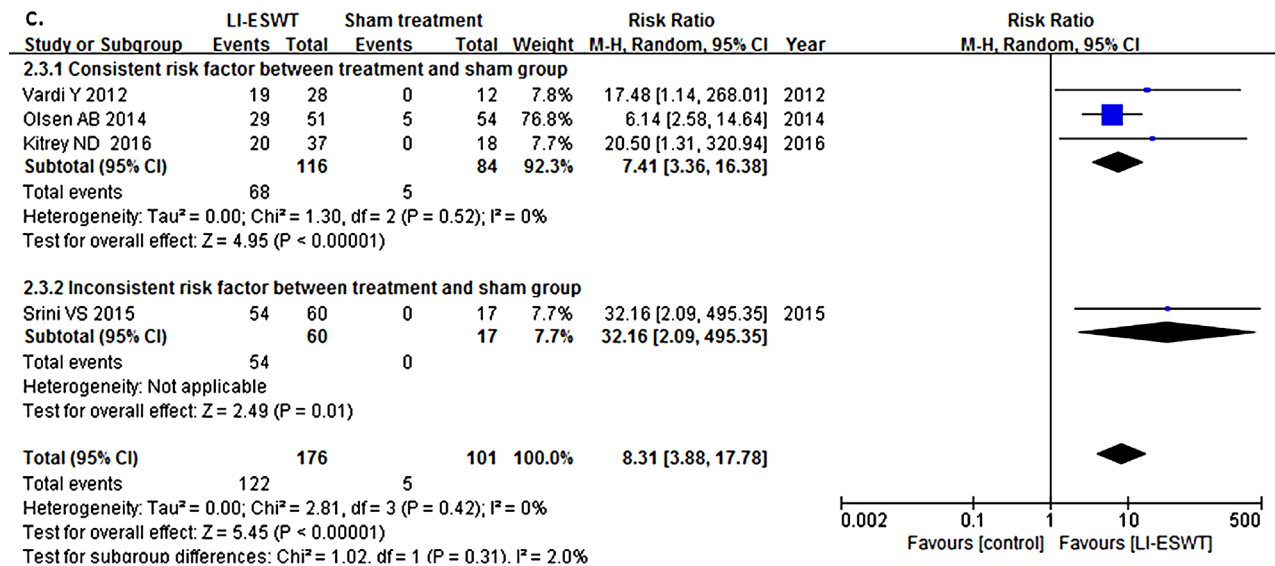 C. LI-ESWT Sham treatment Risk Ratio Risk Ratio
Study or Subgroup Events Total Events Total Weight M-H, Random, 95% CI Year M-H, Random, 95% CI
2.3.1 Consistent risk factor between treatment and sham group
Vardi Y 2012 19 28 0 12 7.8% 17.48 [1.14, 268.01] 2012
Olsen AB 2014 29 51 5 54 76.8% 6.14 [2.58, 14.64] 2014
Kitrey ND 2016 20 37 0 18 7.7% 20.50 [1.31, 320.94] 2016
Subtotal (95% CI) 116 84 92.3% 7.41 [3.36, 16.38]
Total events 68 5
Heterogeneity: Tau² = 0.00; Chi² = 1.30, df = 2 (P = 0.52); I² = 0%
Test for overall effect: Z = 4.95 (P < 0.00001)
2.3.2 Inconsistent risk factor between treatment and sham group
Srini VS 2015 54 60 0 17 7.7% 32.16 [2.09, 495.35] 2015
Subtotal (95% CI) 60 17 7.7% 32.16 [2.09, 495.35]
Total events 54 0
Heterogeneity: Not applicable
Test for overall effect: Z = 2.49 (P = 0.01)
Total (95% CI) 176 101 100.0% 8.31 [3.88, 17.78]
Total events 122 5
Heterogeneity: Tau² = 0.00; Chi² = 2.81, df = 3 (P = 0.42); I² = 0%
Test for overall effect: Z = 5.45 (P < 0.00001)
Test for subgroup differences: Chi² = 1.02, df = 1 (P = 0.31), I² = 2.0%
0.002 0.1 1 10 500
Favours [control] Favours [LI-ESWT]